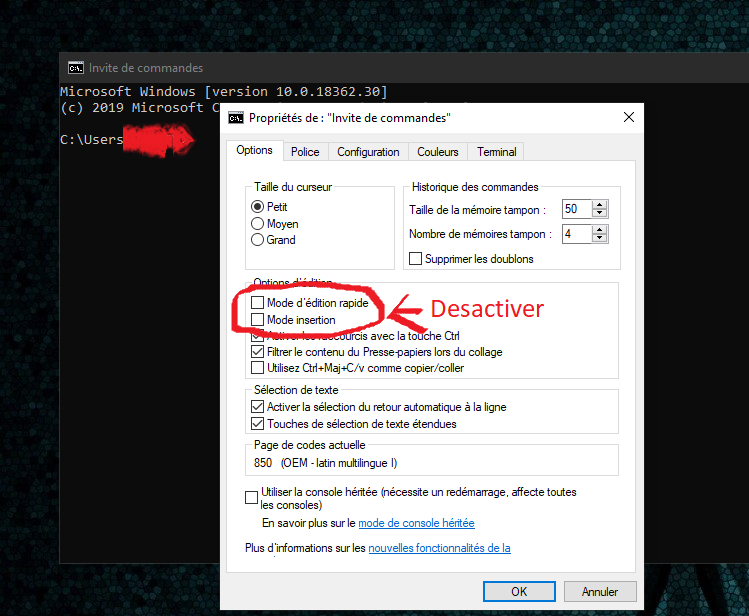 Invite de commandes
Microsoft Windows [version 10.0.18362.30]
(c) 2019 Microsoft C
C:\Users
Propriétés de : "Invite de commandes"
Options
Police
Configuration
Couleurs
Terminal
Taille du curseur
Petit
Moyen
Grand
Historique des commandes
Taille de la mémoire tampon : 50
Nombre de mémoires tampon : 4
Supprimer les doublons
Options d'édition
Mode d'édition rapide
Mode insertion
Desactiver
Activer les raccourcis avec la touche Ctrl
Filtrer le contenu du Presse-papiers lors du collage
Utilisez Ctrl+Maj+C/v comme copier/coller
Sélection de texte
Activer la sélection du retour automatique à la ligne
Touches de sélection de texte étendues
Page de codes actuelle
850 (OEM - latin multilingue I)
Utiliser la console héritée (nécessite un redémarrage, affecte toutes
les consoles)
En savoir plus sur le mode de console héritée
Plus d'informations sur les nouvelles fonctionnalités de la
OK
Annuler